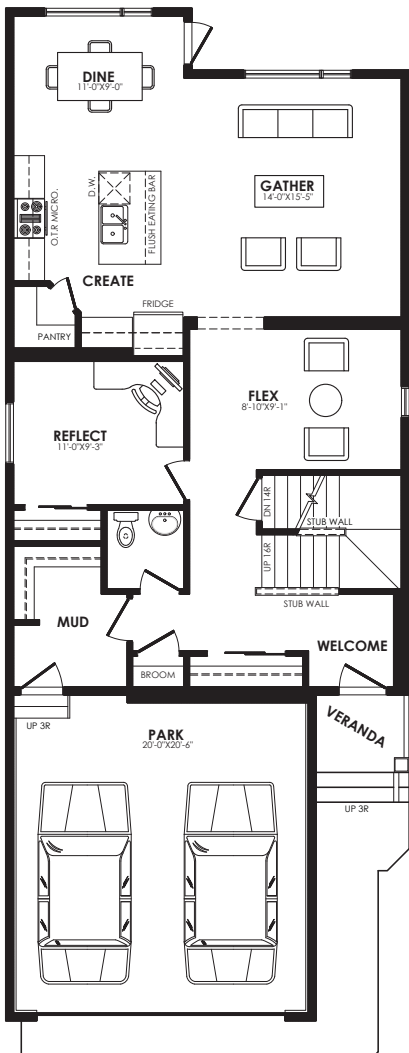 DINE
11'-0"X9'-0"
D.W.
FLUSH EATING BAR
O.T.R MICRO.
GATHER
14'-0"X15'-5"
CREATE
FRIDGE
PANTRY
FLEX
8'-10"X9'-1"
REFLECT
11'-0"X9'-3"
DN 14R
STUB WALL
UP 16R
STUB WALL
MUD
WELCOME
BROOM
UP 3R
PARK
20'-0"X20'-6"
VERANDA
UP 3R